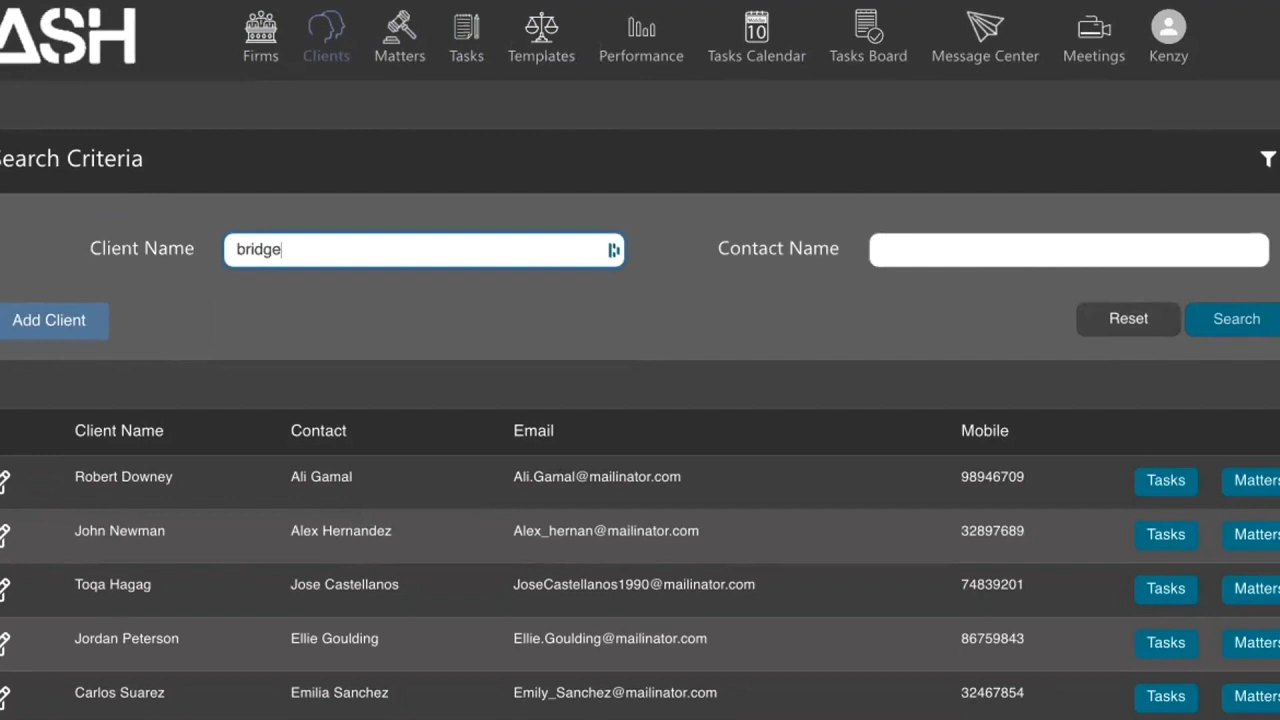 ASH
Firms Clients Matters Tasks Templates Performance Monday 10 Tasks Calendar Tasks Board Message Center Meetings Kenzy
Search Criteria
Client Name bridge Contact Name
Add Client Reset Search
Client Name Contact Email Mobile
Robert Downey Ali Gamal Ali.Gamal@mailinator.com 98946709 Tasks Matters
John Newman Alex Hernandez Alex_hernan@mailinator.com 32897689 Tasks Matters
Toqa Hagag Jose Castellanos JoseCastellanos1990@mailinator.com 74839201 Tasks Matters
Jordan Peterson Ellie Goulding Ellie.Goulding@mailinator.com 86759843 Tasks Matters
Carlos Suarez Emilia Sanchez Emily_Sanchez@mailinator.com 32467854 Tasks Matters